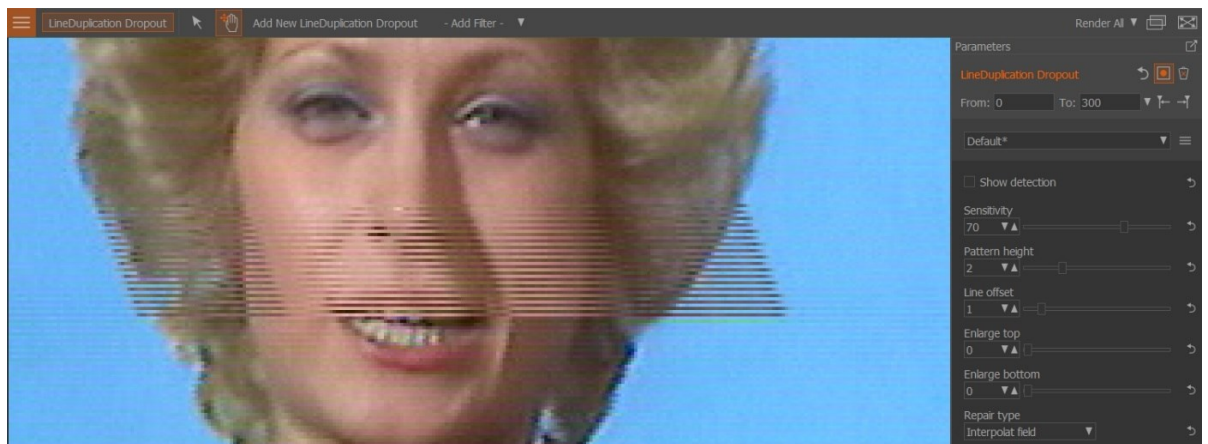 LineDuplication Dropout Add New LineDuplication Dropout - Add Filter - Render All
Parameters
LineDuplication Dropout
From: 0 To: 300
Default*
Show detection
Sensitivity
70
Pattern height
2
Line offset
1
Enlarge top
0
Enlarge bottom
0
Repair type
Interpolat field